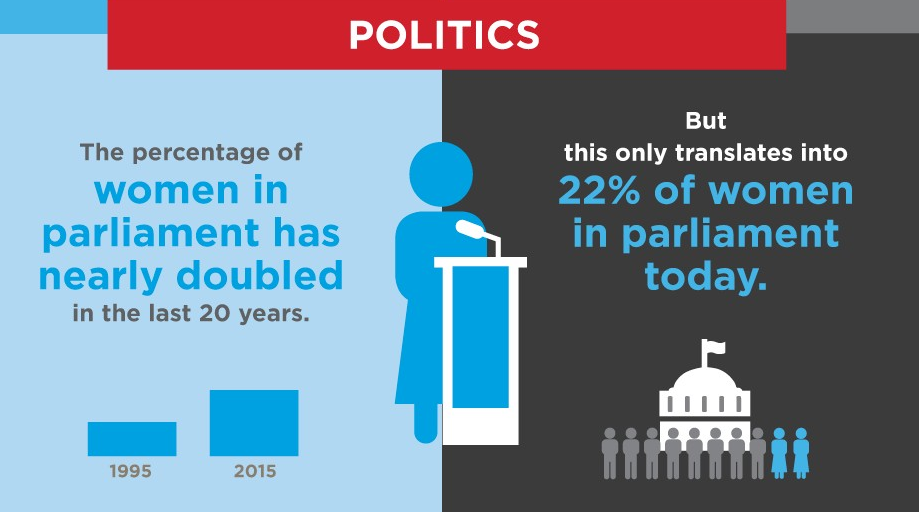 POLITICS
The percentage of
women in
parliament has
nearly doubled
in the last 20 years.
1995
2015
But
this only translates into
22% of women
in parliament
today.